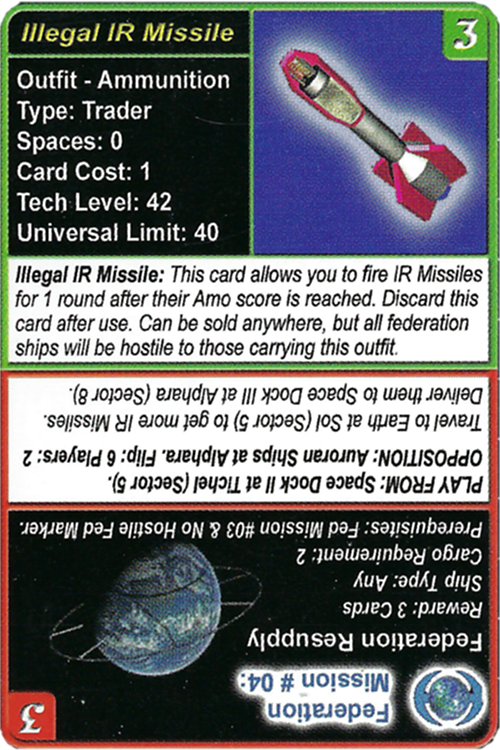 Illegal IR Missile
3
Outfit - Ammunition
Type: Trader
Spaces: 0
Card Cost: 1
Tech Level: 42
Universal Limit: 40
Illegal IR Missile: This card allows you to fire IR Missiles
for 1 round after their Amo score is reached. Discard this
card after use. Can be sold anywhere, but all federation
ships will be hostile to those carrying this outfit.
Federation
Mission # 04:
3
Federation Resupply
Reward: 3 Cards
Ship Type: Any
Cargo Requirement: 2
Prerequisites: Fed Mission #03 & No Hostile Fed Marker.
PLAY FROM: Space Dock II at Tichel (Sector 5).
OPPOSITION: Auroran Ships at Alphara. Flip: 6 Players: 2
Travel to Earth at Sol (Sector 5) to get more IR Missiles.
Deliver them to Space Dock III at Alphara (Sector 8).